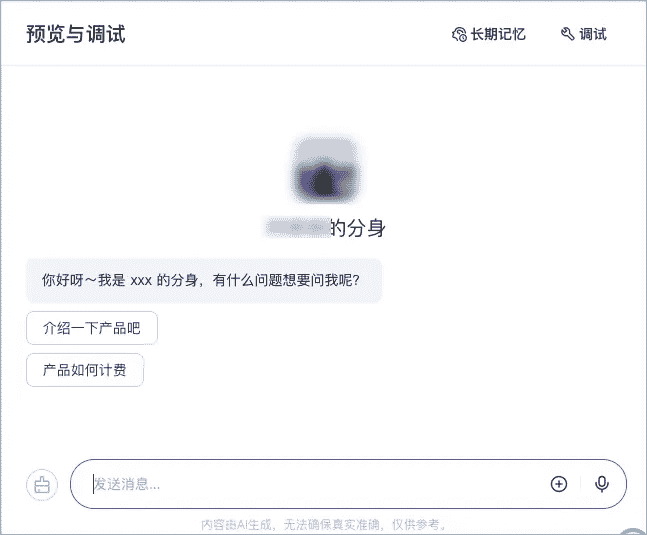 预览与调试
长期记忆
调试
的分身
你好呀～我是 xxx 的分身，有什么问题想要问我呢?
介绍一下产品吧
产品如何计费
发送消息...
内容由AI生成，无法确保真实准确，仅供参考。